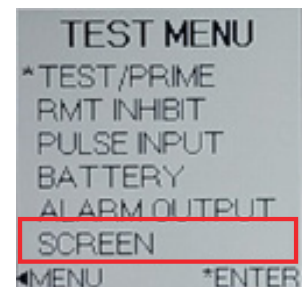 TEST MENU
*TEST/PRIME
RMT INHIBIT
PULSE INPUT
BATTERY
ALARM OUTPUT
SCREEN
◀MENU *ENTER